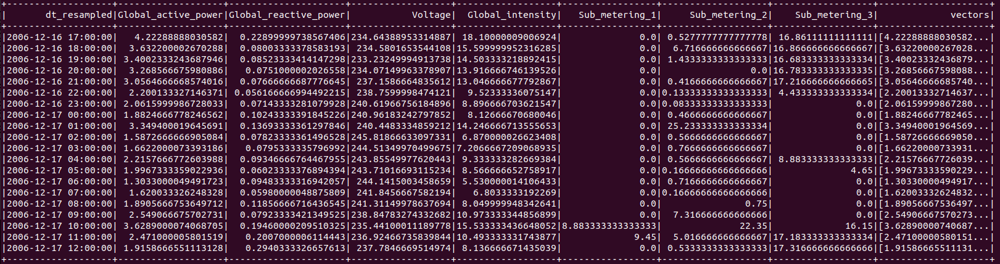 +-------------------+-------------------+---------------------+------------------+------------------+-----------------+------------------+------------------+--------------------+
|       dt_resampled|Global_active_power|Global_reactive_power|           Voltage|  Global_intensity|   Sub_metering_1|    Sub_metering_2|    Sub_metering_3|             vectors|
+-------------------+-------------------+---------------------+------------------+------------------+-----------------+------------------+------------------+--------------------+
|2006-12-16 17:00:00|   4.22288888030582|  0.22899999738567406|234.64388953314887| 18.10000009006924|              0.0|0.5277777777777778| 16.86111111111111|[4.22288888030582...|
|2006-12-16 18:00:00|  3.632200002670288|  0.08003333378583193| 234.5801653544108|15.599999952316285|              0.0| 6.716666666666667|16.866666666666667|[3.63220000267028...|
|2006-12-16 19:00:00| 3.4002333243687946|  0.08523333414147298|233.23249994913738|14.503333218892415|              0.0|1.4333333333333333|16.683333333333334|[3.40023332436879...|
|2006-12-16 20:00:00|  3.268566675980886|   0.0751000002026558|234.07149963378907|13.916666746139526|              0.0|               0.0|16.783333333333335|[3.26856667598088...|
|2006-12-16 21:00:00| 3.0564666668574016|  0.07666666687776645| 237.1586664835612|13.046666677792867|              0.0|0.4166666666666667|17.216666666666665|[3.05646666685740...|
|2006-12-16 22:00:00|  2.200133327146371| 0.056166666994492215| 238.7599998474121| 9.523333336075147|              0.0|0.13333333333333333| 4.433333333333334|[2.20013332714637...|
|2006-12-16 23:00:00| 2.0615999986728033|  0.07143333281079928|240.61966756184896| 8.896666703621547|              0.0|0.08333333333333333|               0.0|[2.06159999867280...|
|2006-12-17 00:00:00| 1.8824666778246562|  0.10243333391845226|240.96183242797852|  8.12666670680046|              0.0|0.4666666666666667|               0.0|[1.88246667782465...|
|2006-12-17 01:00:00|  3.349400019645691|  0.13693333361297846| 240.4483334859212|14.246666713555653|              0.0|25.233333333333334|               0.0|[3.34940001964569...|
|2006-12-17 02:00:00| 1.5872666666905084|  0.07823333361496528| 245.8186663309733​1| 6.870000026623408|              0.0|0.5666666666666667|               0.0|[1.58726666669050...|
|2006-12-17 03:00:00| 1.6622000073393186|   0.0795333335796992|244.51349970499675|7.2066667209068935|              0.0|0.7666666666666667|               0.0|[1.66220000733931...|
|2006-12-17 04:00:00| 2.2157666772603988|  0.09346666764467955|243.85549977620443| 9.333333282669384|              0.0|0.5666666666666667| 8.883333333333333|[2.21576667726039...|
|2006-12-17 05:00:00| 1.9967333359022936|  0.06023333376894394|243.71016693115234| 8.566666652758917|              0.0|0.16666666666666666|              4.65|[1.99673333590229...|
|2006-12-17 06:00:00| 1.3033000049491723|  0.09483333316942057| 244.1415003458659| 5.530000014106433|              0.0|0.7166666666666667|               0.0|[1.30330000494917...|
|2006-12-17 07:00:00|  1.620033326248328|  0.05980000048875809| 241.8456667582194|  6.8033333192269|              0.0|0.16666666666666666|               0.0|[1.62003332624832...|
|2006-12-17 08:00:00| 1.8905666753649712|  0.11856666716436545|241.31149978637694| 8.049999948342641|              0.0|              0.75|               0.0|[1.89056667536497...|
|2006-12-17 09:00:00|  2.549066675702731|  0.07923333421349525|238.84783274332682|10.973333344856899|              0.0| 7.316666666666666|               0.0|[2.54906667570273...|
|2006-12-17 10:00:00| 3.6289000074068705|  0.19460000209510325|235.44100011189778|15.533333436648052|8.883333333333333|             22.35|             16.15|[3.62890000740687...|
|2006-12-17 11:00:00|  2.471000005801519|   0.2007000006114443|236.92466735839844|10.493333331743877|             9.45| 5.016666666666667|17.183333333333334|[2.47100000580151...|
|2006-12-17 12:00:00| 1.9158666551113128|   0.2940333326657613| 237.7846669514974| 8.136666671435039|              0.0|0.5333333333333333|17.316666666666666|[1.91586665511131...|
+-------------------+-------------------+---------------------+------------------+------------------+-----------------+------------------+------------------+--------------------+